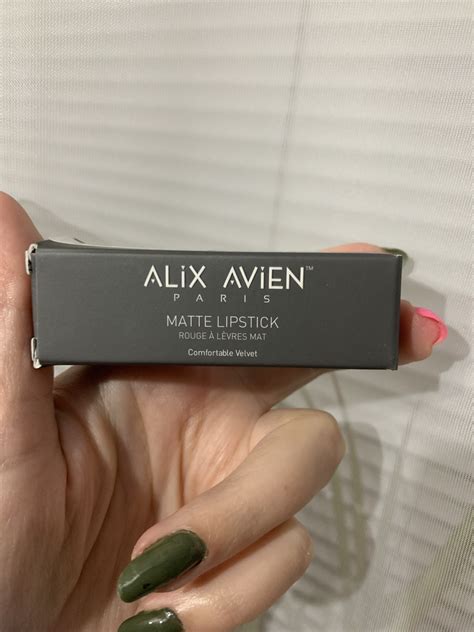 ALiX AViEN™
PARIS
MATTE LIPSTICK
ROUGE À LÈVRES MAT
Comfortable Velvet